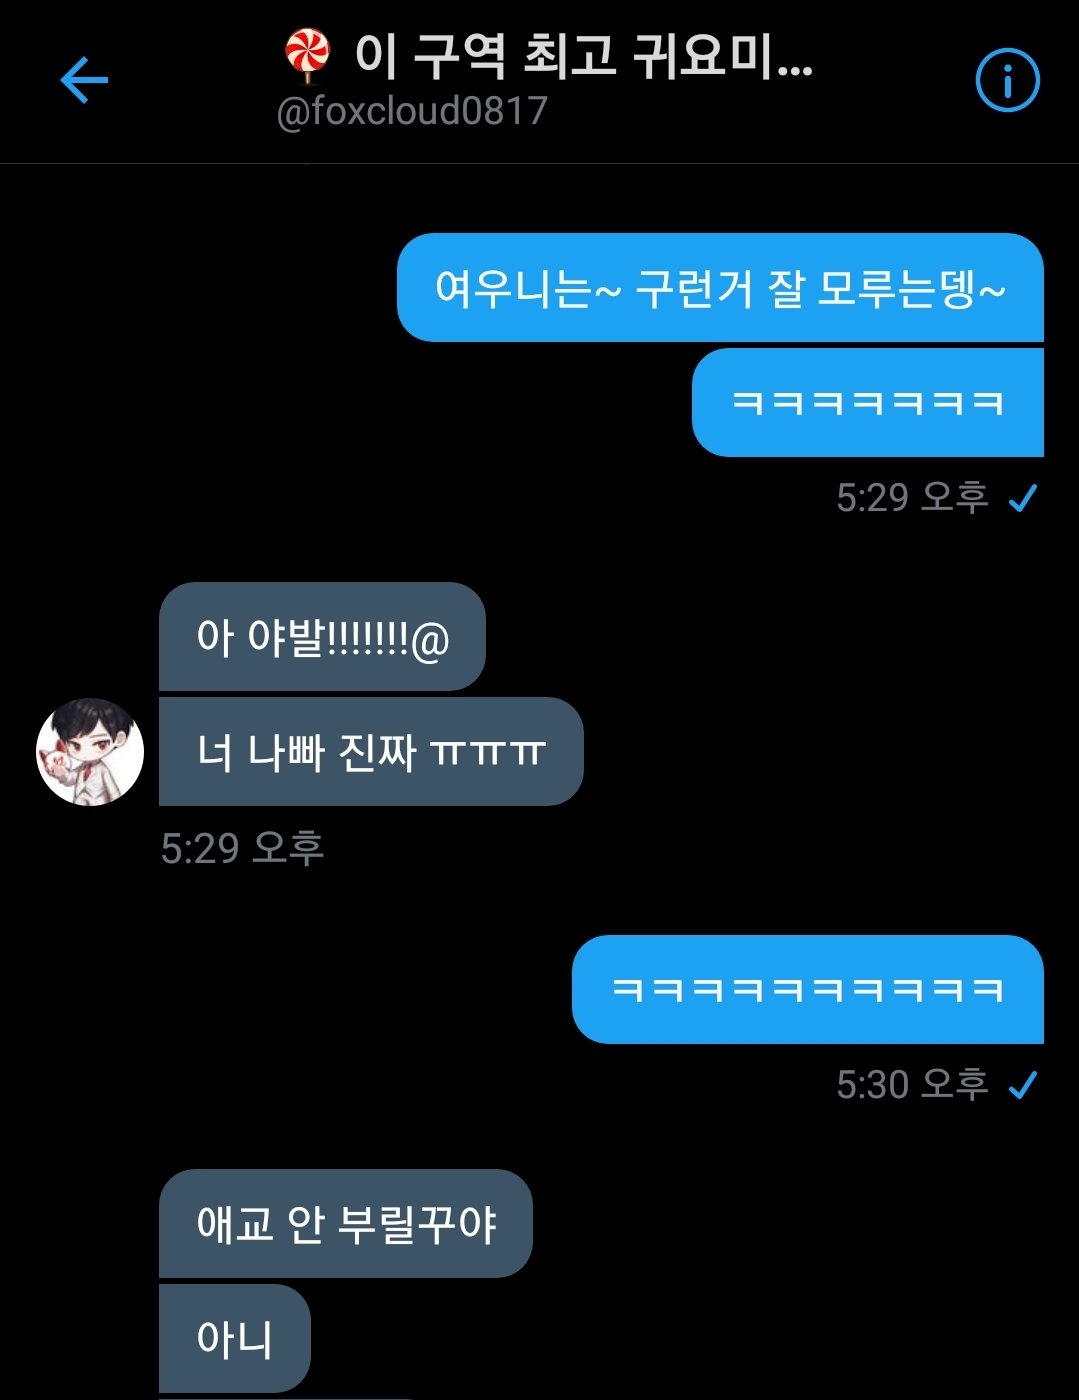 이 구역 최고 귀요미...
@foxcloud0817
여우니는~ 구런거 잘 모루는뎅~
ㅋㅋㅋㅋㅋㅋㅋ
5:29 오후
아 야발!!!!!!!@
너 나빠 진짜 ㅠㅠㅠ
5:29 오후
ㅋㅋㅋㅋㅋㅋㅋㅋㅋㅋ
5:30 오후
애교 안 부릴꾸야
아니